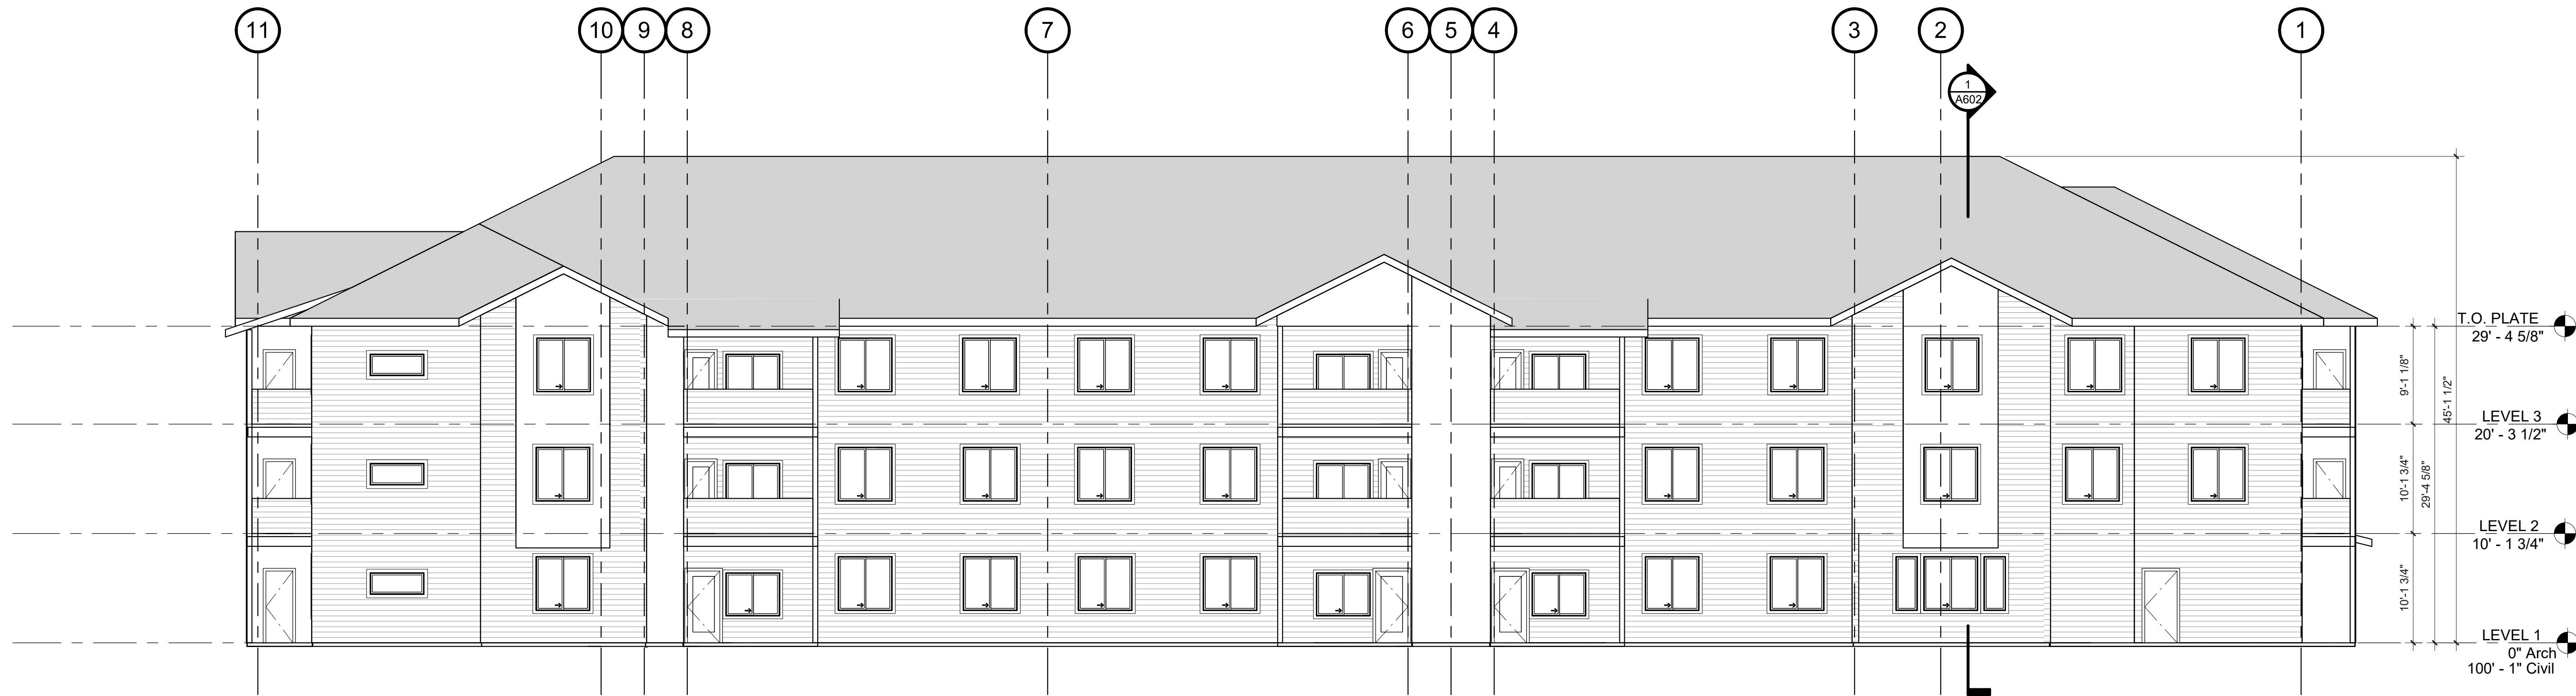 11
10
9
8
7
6
5
4
3
2
1
1
A602
T.O. PLATE
29' - 4 5/8"
9'-1 1/8"
45'-1 1/2"
LEVEL 3
20' - 3 1/2"
10'-1 3/4"
29'-4 5/8"
LEVEL 2
10' - 1 3/4"
10'-1 3/4"
LEVEL 1
0" Arch
100' - 1" Civil